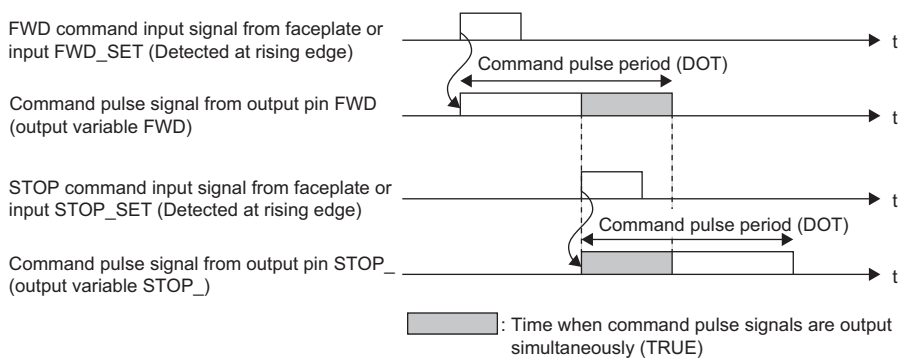 FWD command input signal from faceplate or
input FWD_SET (Detected at rising edge)
t
Command pulse period (DOT)
Command pulse signal from output pin FWD
(output variable FWD)
t
STOP command input signal from faceplate or
input STOP_SET (Detected at rising edge)
t
Command pulse period (DOT)
Command pulse signal from output pin STOP_
(output variable STOP_)
t
: Time when command pulse signals are output
simultaneously (TRUE)